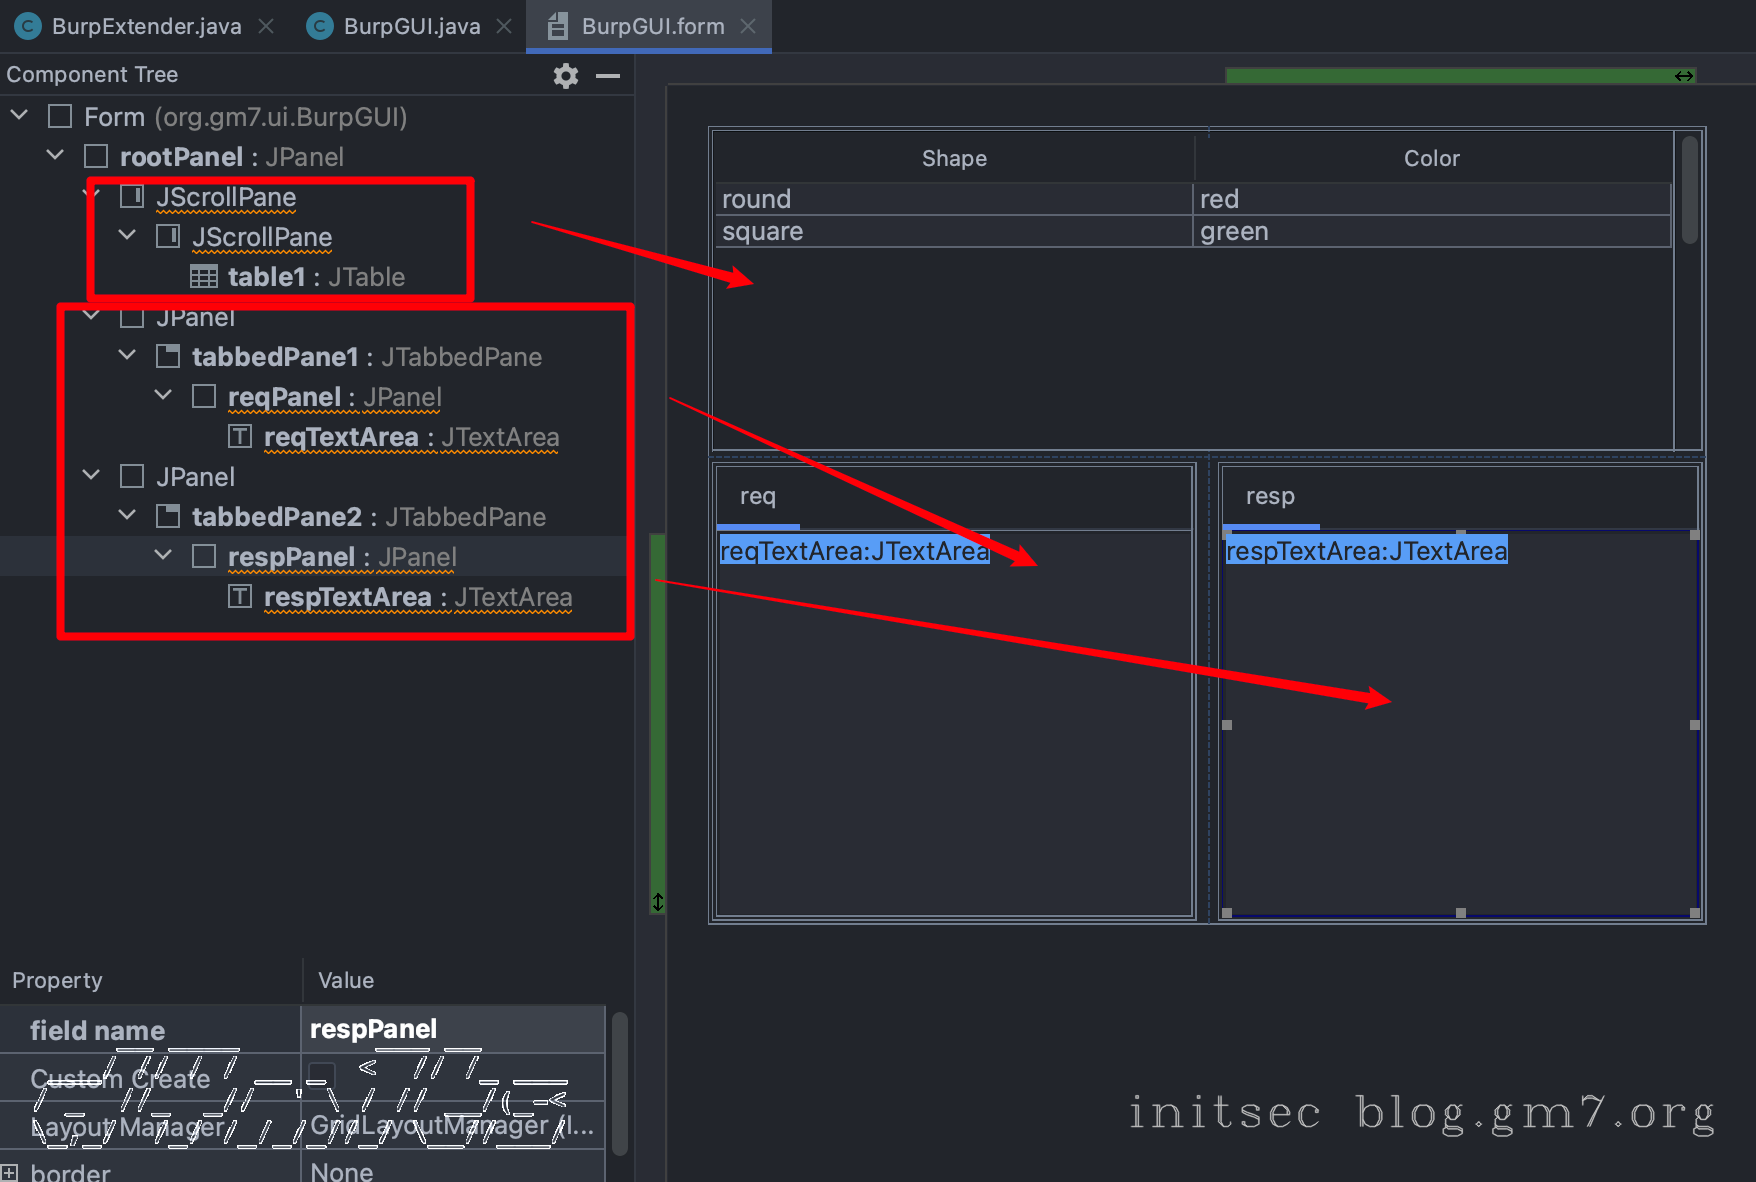 BurpExtender.java
BurpGUI.java
BurpGUI.form
Component Tree
Form (org.gm7.ui.BurpGUI)
rootPanel : JPanel
JScrollPane
JScrollPane
table1 : JTable
JPanel
tabbedPane1 : JTabbedPane
reqPanel : JPanel
reqTextArea : JTextArea
JPanel
tabbedPane2 : JTabbedPane
respPanel : JPanel
respTextArea : JTextArea
Shape Color
round red
square green
req
reqTextArea:JTextArea
resp
respTextArea:JTextArea
Property Value
field name respPanel
Custom Create
Layout Manager GridLayoutManager (I...
border None
initsec blog.gm7.org